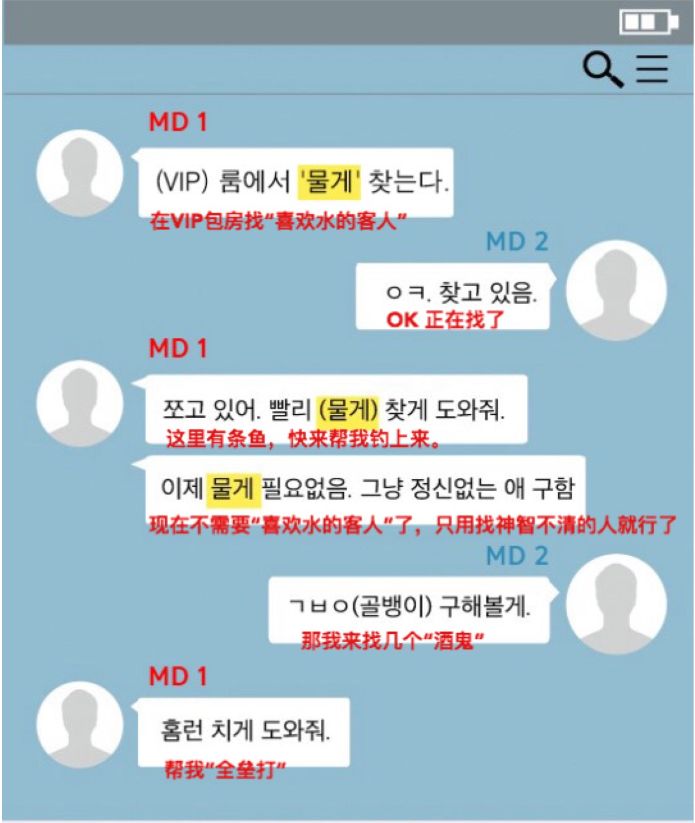 MD 1
(VIP) 룸에서 '물게' 찾는다.
在VIP包房找“喜欢水的客人”
MD 2
ㅇㅋ. 찾고 있음.
OK 正在找了
MD 1
쪼고 있어. 빨리 (물게) 찾게 도와줘.
这里有条鱼，快来帮我钓上来。
이제 물게 필요없음. 그냥 정신없는 애 구함
现在不需要“喜欢水的客人”了，只用找神智不清的人就行了
MD 2
ㄱㅂㅇ(골뱅이) 구해볼게.
那我来找几个“酒鬼”
MD 1
홈런 치게 도와줘.
帮我“全垒打”